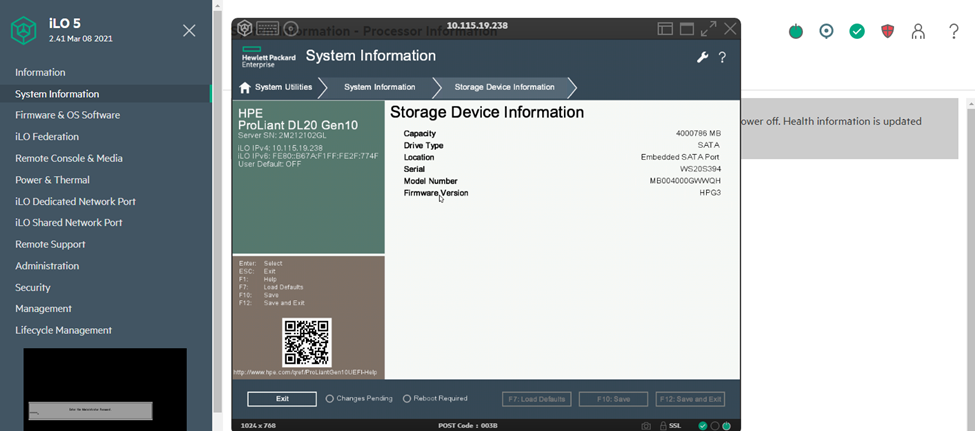 iLO 5
2.41 Mar 08 2021
Information
System Information
Firmware & OS Software
iLO Federation
Remote Console & Media
Power & Thermal
iLO Dedicated Network Port
iLO Shared Network Port
Remote Support
Administration
Security
Management
Lifecycle Management
Information - Processor Information
10.115.19.238
Hewlett Packard
Enterprise
System Information
System Utilities
System Information
Storage Device Information
HPE
ProLiant DL20 Gen10
Server SN: 2M212102GL
iLO IPv4: 10.115.19.238
iLO IPv6: FE80::B67A:F1FF:FE2F:774F
User Default: OFF
Enter: Select
ESC: Exit
F1: Help
F7: Load Defaults
F10: Save
F12: Save and Exit
http://www.hpe.com/qref/ProLiantGen10UEFI-Help
Storage Device Information
Capacity 4000786 MB
Drive Type SATA
Location Embedded SATA Port
Serial WS20S394
Model Number MB004000GWWQH
Firmware Version HPG3
Exit
Changes Pending
Reboot Required
F7: Load Defaults
F10: Save
F12: Save and Exit
1024 x 768
POST Code : 003B
SSL
ower off. Health information is updated